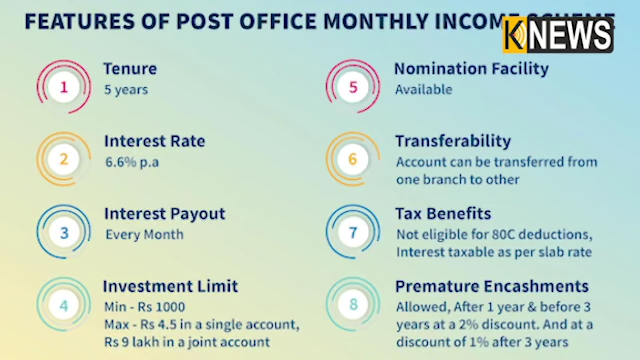 FEATURES OF POST OFFICE MONTHLY INCOME SCHEME
K NEWS
1
Tenure
5 years
2
Interest Rate
6.6% p.a
3
Interest Payout
Every Month
4
Investment Limit
Min - Rs 1000
Max - Rs 4.5 in a single account,
Rs 9 lakh in a joint account
5
Nomination Facility
Available
6
Transferability
Account can be transferred from
one branch to other
7
Tax Benefits
Not eligible for 80C deductions,
Interest taxable as per slab rate
8
Premature Encashments
Allowed, After 1 year & before 3
years at a 2% discount. And at a
discount of 1% after 3 years